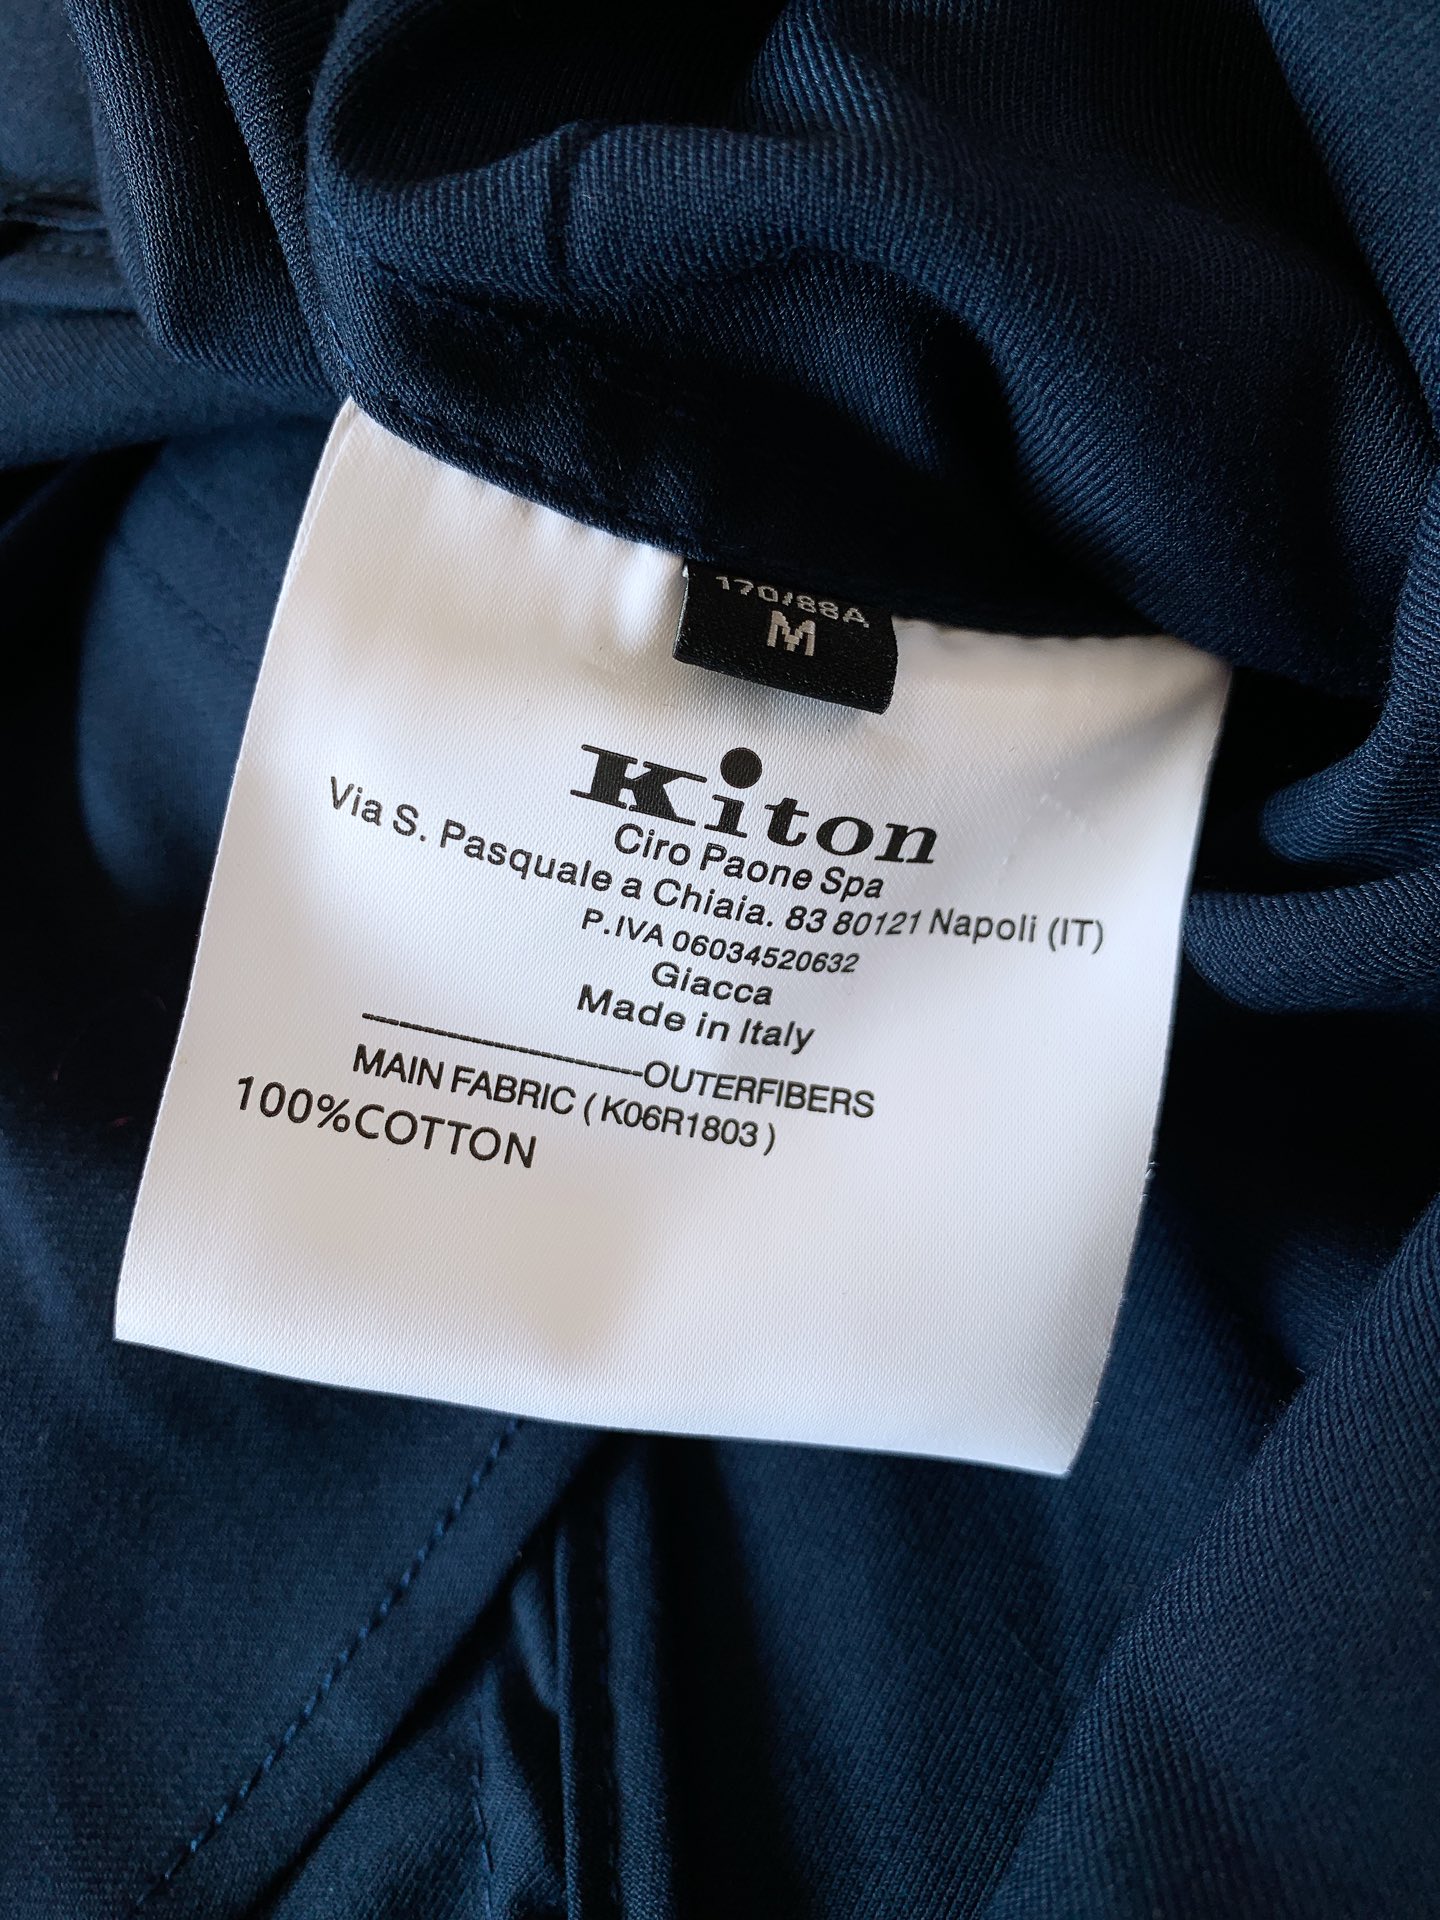 170/88A
M
Kiton
Ciro Paone Spa
Via S. Pasquale a Chiaia. 83 80121 Napoli (IT)
P.IVA 06034520632
Giacca
Made in Italy
--------------------OUTERFIBERS
MAIN FABRIC ( K06R1803 )
100%COTTON